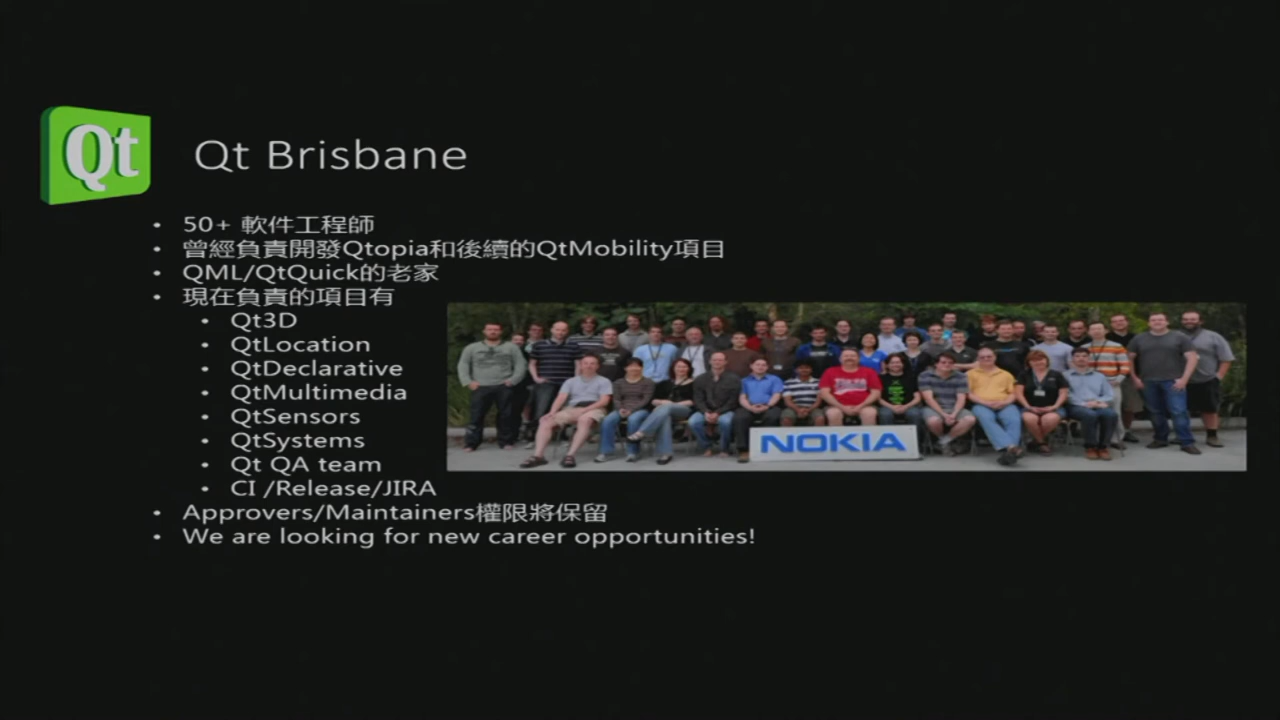 Qt
Qt Brisbane
• 50+ 軟件工程師
• 曾經負責開發Qtopia和後續的QtMobility項目
• QML/QtQuick的老家
• 現在負責的項目有
• Qt3D
• QtLocation
• QtDeclarative
• QtMultimedia
• QtSensors
• QtSystems
• Qt QA team
• CI /Release/JIRA
NOKIA
• Approvers/Maintainers權限將保留
• We are looking for new career opportunities!